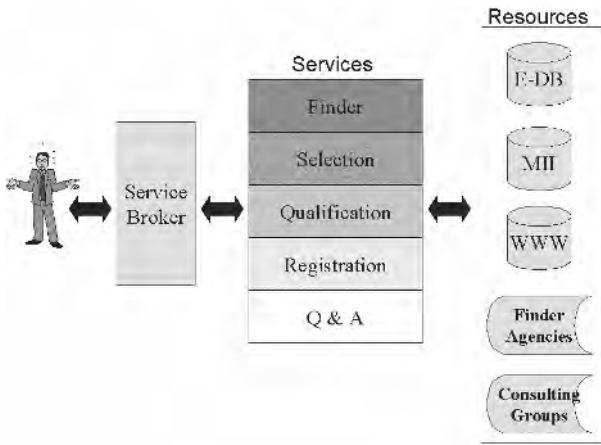 Resources
Services
E-DB
Finder
MII
Selection
Service
Broker
Qualification
WWW
Registration
Finder
Agencies
Q & A
Consulting
Groups